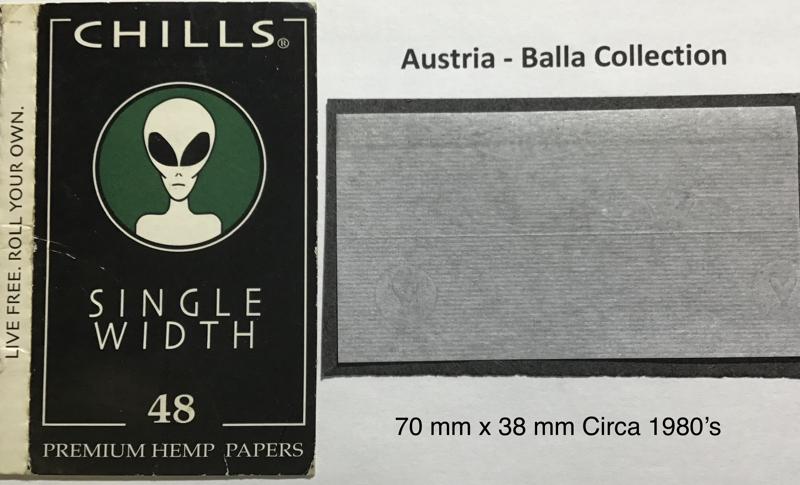 CHILLS®
LIVE FREE. ROLL YOUR OWN.
SINGLE
WIDTH
48
PREMIUM HEMP PAPERS
Austria - Balla Collection
70 mm x 38 mm Circa 1980's